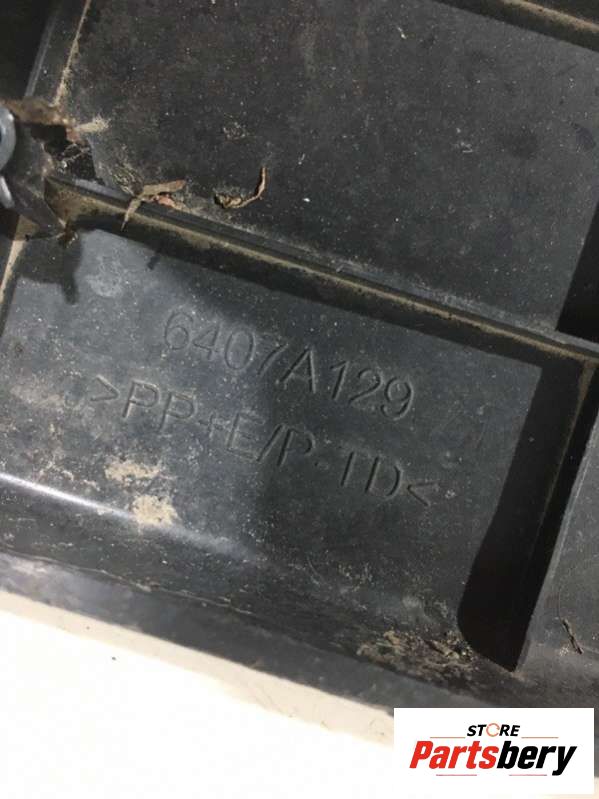 6407A129
>PP+E/P-TD<
STORE
Partsbery